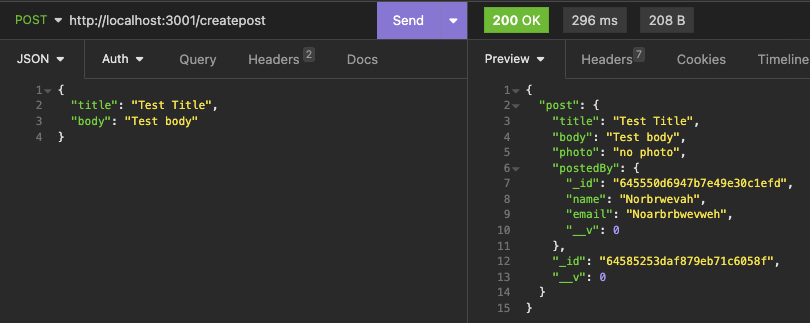 POST http://localhost:3001/createpost Send 200 OK 296 ms 208 B
JSON Auth Query Headers 2 Docs
Preview Headers 7 Cookies Timeline
1 {
2 "title": "Test Title",
3 "body": "Test body"
4 }
1 {
2 "post": {
3 "title": "Test Title",
4 "body": "Test body",
5 "photo": "no photo",
6 "postedBy": {
7 "_id": "645550d6947b7e49e30c1efd",
8 "name": "Norbrwevah",
9 "email": "Noarbrbwevweh",
10 "__v": 0
11 },
12 "_id": "64585253daf879eb71c6058f",
13 "__v": 0
14 }
15 }